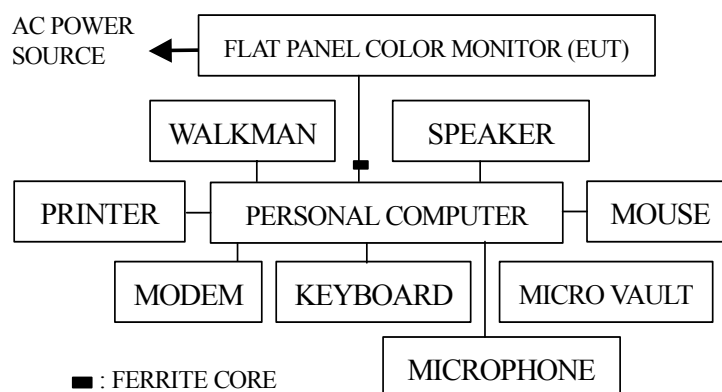 AC POWER
SOURCE
FLAT PANEL COLOR MONITOR (EUT)
WALKMAN
SPEAKER
PRINTER
PERSONAL COMPUTER
MOUSE
MODEM
KEYBOARD
MICRO VAULT
MICROPHONE
: FERRITE CORE